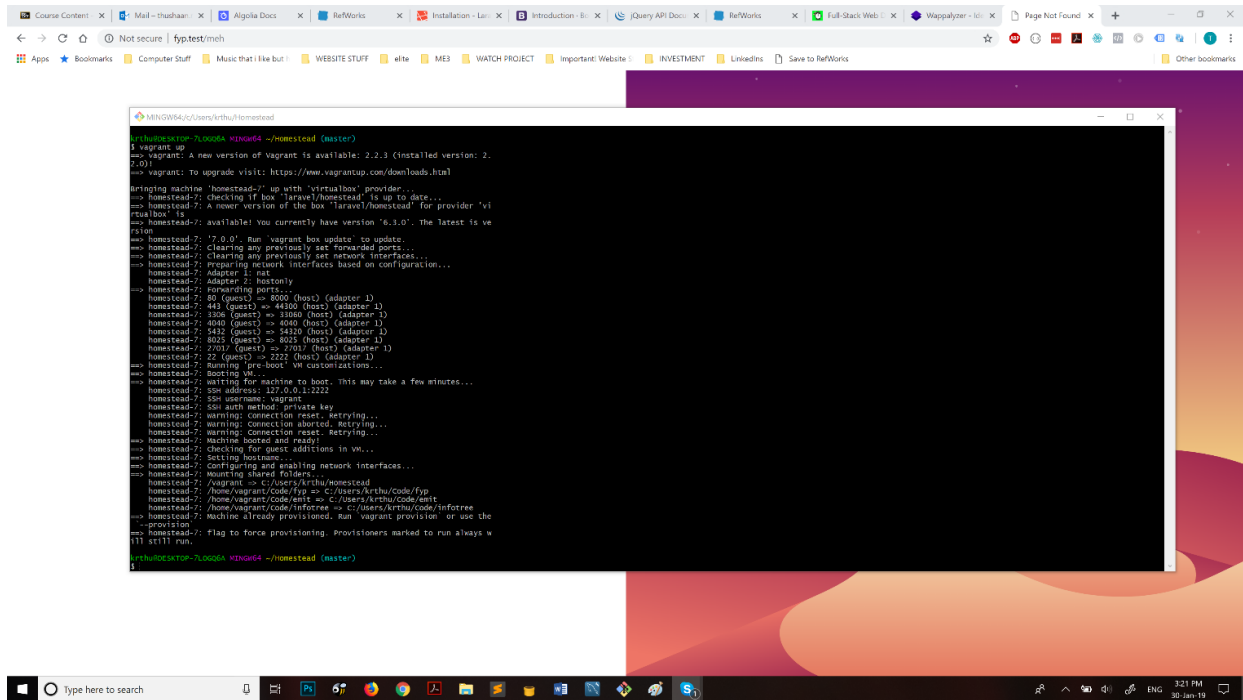 Course Content
Mail – thushaan.
Algolia Docs
RefWorks
Installation - Lar
Introduction - Bo
jQuery API Docu
RefWorks
Full-Stack Web D
Wappalyzer - Ide
Page Not Found
Not secure | fyp.test/meh
Apps
Bookmarks
Computer Stuff
Music that i like but
WEBSITE STUFF
elite
ME3
WATCH PROJECT
Important! Website S
INVESTMENT
LinkedIns
Save to RefWorks
Other bookmarks
MINGW64:/c/Users/krthu/Homestead
krthu@DESKTOP-7LOGQ6A MINGW64 ~/Homestead (master)
$ vagrant up
==> vagrant: A new version of Vagrant is available: 2.2.3 (installed version: 2.
2.0)!
==> vagrant: To upgrade visit: https://www.vagrantup.com/downloads.html
Bringing machine 'homestead-7' up with 'virtualbox' provider...
==> homestead-7: Checking if box 'laravel/homestead' is up to date...
==> homestead-7: A newer version of the box 'laravel/homestead' for provider 'vi
rtualbox' is
==> homestead-7: available! You currently have version '6.3.0'. The latest is ve
rsion
==> homestead-7: '7.0.0'. Run `vagrant box update` to update.
==> homestead-7: Clearing any previously set forwarded ports...
==> homestead-7: Clearing any previously set network interfaces...
==> homestead-7: Preparing network interfaces based on configuration...
homestead-7: Adapter 1: nat
homestead-7: Adapter 2: hostonly
==> homestead-7: Forwarding ports...
homestead-7: 80 (guest) => 8000 (host) (adapter 1)
homestead-7: 443 (guest) => 44300 (host) (adapter 1)
homestead-7: 3306 (guest) => 33060 (host) (adapter 1)
homestead-7: 4040 (guest) => 4040 (host) (adapter 1)
homestead-7: 5432 (guest) => 54320 (host) (adapter 1)
homestead-7: 8025 (guest) => 8025 (host) (adapter 1)
homestead-7: 27017 (guest) => 27017 (host) (adapter 1)
homestead-7: 22 (guest) => 2222 (host) (adapter 1)
==> homestead-7: Running 'pre-boot' VM customizations...
==> homestead-7: Booting VM...
==> homestead-7: Waiting for machine to boot. This may take a few minutes...
homestead-7: SSH address: 127.0.0.1:2222
homestead-7: SSH username: vagrant
homestead-7: SSH auth method: private key
homestead-7: Warning: Connection reset. Retrying...
homestead-7: Warning: Connection aborted. Retrying...
homestead-7: Warning: Connection reset. Retrying...
==> homestead-7: Machine booted and ready!
==> homestead-7: Checking for guest additions in VM...
==> homestead-7: Setting hostname...
==> homestead-7: Configuring and enabling network interfaces...
==> homestead-7: Mounting shared folders...
homestead-7: /vagrant => C:/Users/krthu/Homestead
homestead-7: /home/vagrant/Code/fyp => C:/Users/krthu/Code/fyp
homestead-7: /home/vagrant/Code/emit => C:/Users/krthu/Code/emit
homestead-7: /home/vagrant/Code/infotree => C:/Users/krthu/Code/infotree
==> homestead-7: Machine already provisioned. Run `vagrant provision` or use the
`--provision`
==> homestead-7: flag to force provisioning. Provisioners marked to run always w
ill still run.
krthu@DESKTOP-7LOGQ6A MINGW64 ~/Homestead (master)
$
Type here to search
ENG
3:21 PM
30-Jan-19